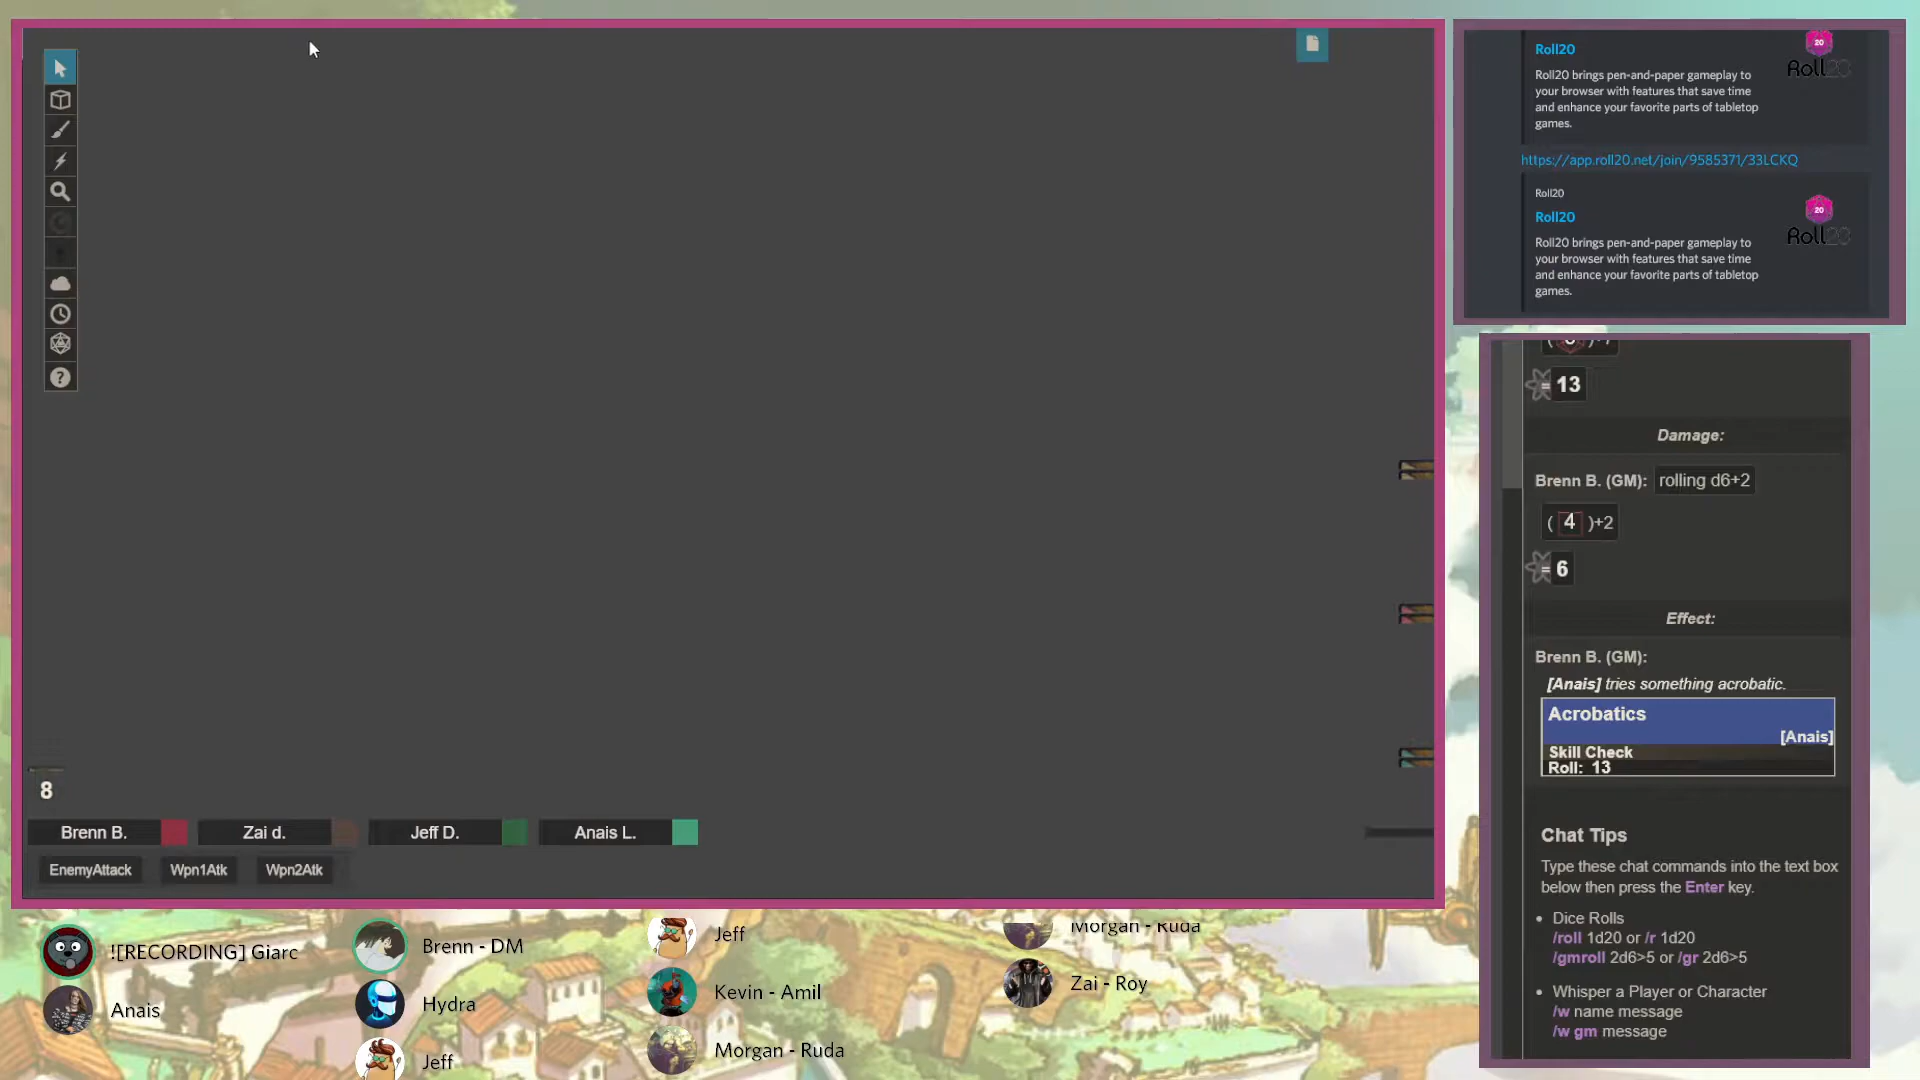 Roll20
Roll20 brings pen-and-paper gameplay to
your browser with features that save time
and enhance your favorite parts of tabletop
games.
20
Roll20
https://app.roll20.net/join/9585371/33LCKQ
Roll20
Roll20
Roll20 brings pen-and-paper gameplay to
your browser with features that save time
and enhance your favorite parts of tabletop
games.
20
Roll20
= 13
Damage:
Brenn B. (GM): rolling d6+2
( 4 )+2
= 6
Effect:
Brenn B. (GM):
[Anais] tries something acrobatic.
Acrobatics
[Anais]
Skill Check
Roll: 13
Chat Tips
Type these chat commands into the text box
below then press the Enter key.
• Dice Rolls
/roll 1d20 or /r 1d20
/gmroll 2d6>5 or /gr 2d6>5
• Whisper a Player or Character
/w name message
/w gm message
8
Brenn B.
Zai d.
Jeff D.
Anais L.
EnemyAttack
Wpn1Atk
Wpn2Atk
![RECORDING] Giarc
Anais
Brenn - DM
Hydra
Jeff
Jeff
Kevin - Amil
Morgan - Ruda
Morgan - Ruda
Zai - Roy